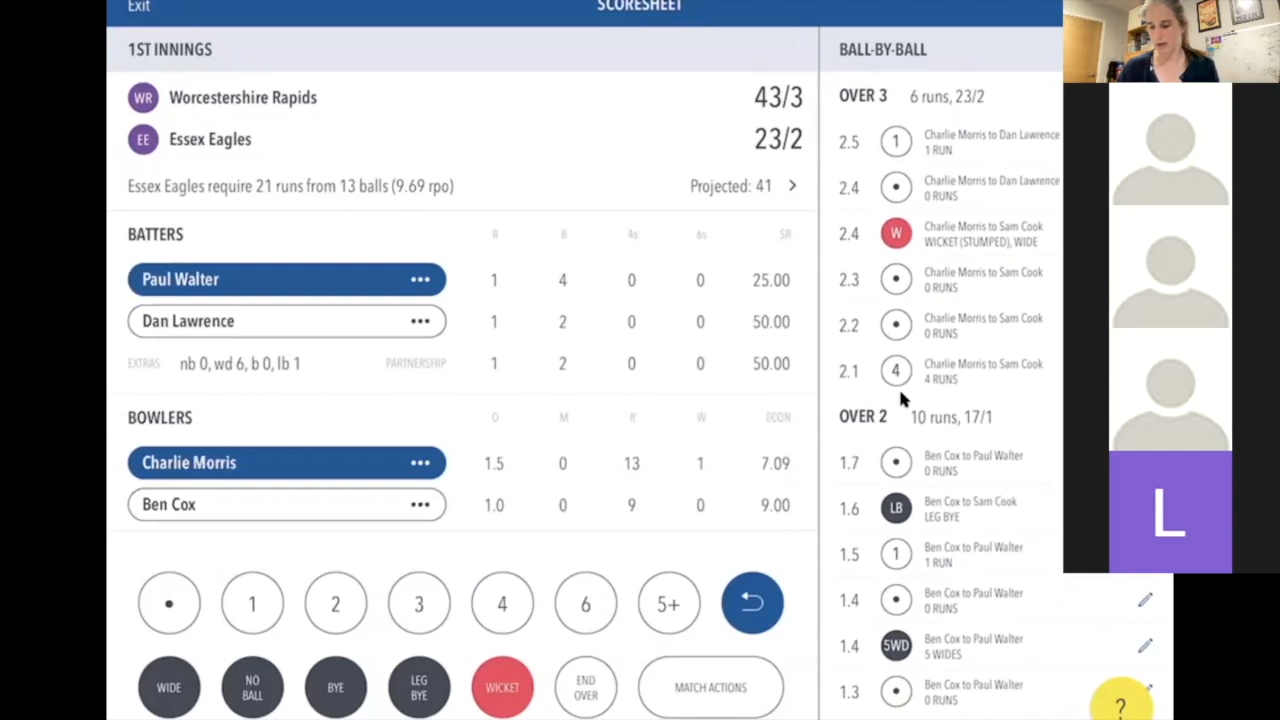 Exit
SCORESHEET
1ST INNINGS
WR Worcestershire Rapids 43/3
EE Essex Eagles 23/2
Essex Eagles require 21 runs from 13 balls (9.69 rpo) Projected: 41 >
BATTERS R B 4s 6s SR
Paul Walter ••• 1 4 0 0 25.00
Dan Lawrence ••• 1 2 0 0 50.00
EXTRAS nb 0, wd 6, b 0, lb 1 PARTNERSHIP 1 2 0 0 50.00
BOWLERS O M R W ECON
Charlie Morris ••• 1.5 0 13 1 7.09
Ben Cox ••• 1.0 0 9 0 9.00
• 1 2 3 4 6 5+
WIDE NO BALL BYE LEG BYE WICKET END OVER MATCH ACTIONS
BALL-BY-BALL
OVER 3 6 runs, 23/2
2.5 1 Charlie Morris to Dan Lawrence
1 RUN
2.4 • Charlie Morris to Dan Lawrence
0 RUNS
2.4 W Charlie Morris to Sam Cook
WICKET (STUMPED), WIDE
2.3 • Charlie Morris to Sam Cook
0 RUNS
2.2 • Charlie Morris to Sam Cook
0 RUNS
2.1 4 Charlie Morris to Sam Cook
4 RUNS
OVER 2 10 runs, 17/1
1.7 • Ben Cox to Paul Walter
0 RUNS
1.6 LB Ben Cox to Sam Cook
LEG BYE
1.5 1 Ben Cox to Paul Walter
1 RUN
1.4 • Ben Cox to Paul Walter
0 RUNS
1.4 5WD Ben Cox to Paul Walter
5 WIDES
1.3 • Ben Cox to Paul Walter
0 RUNS
?
L